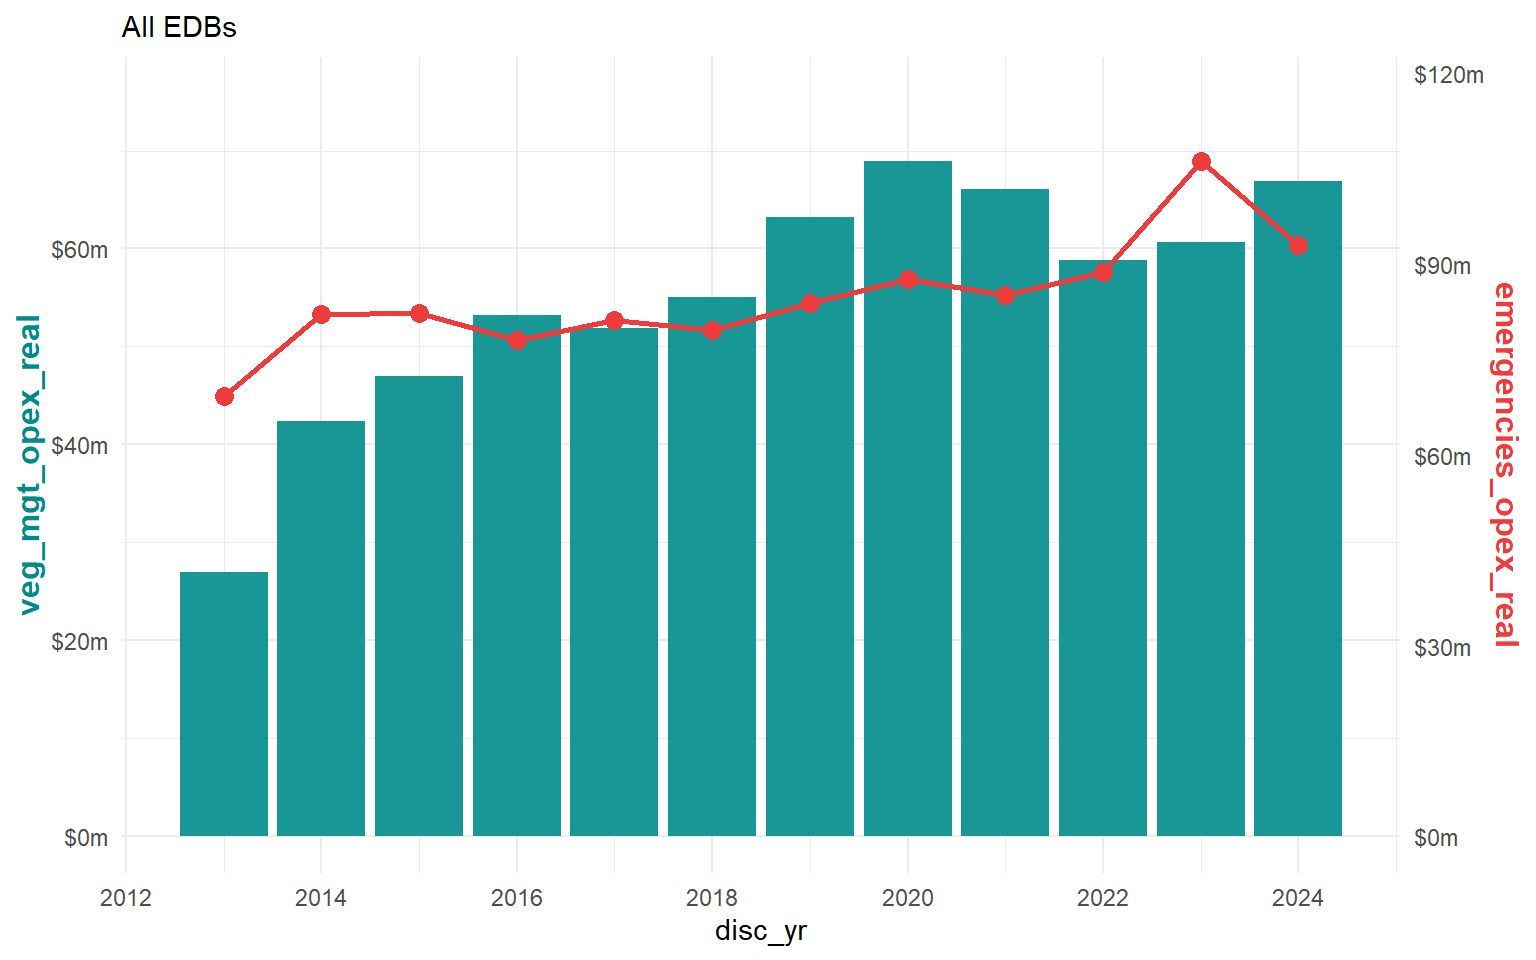 All EDBs
veg_mgt_opex_real
$60m
$40m
$20m
$0m
$120m
$90m
$60m
$30m
$0m
emergencies_opex_real
2012 2014 2016 2018 2020 2022 2024
disc_yr